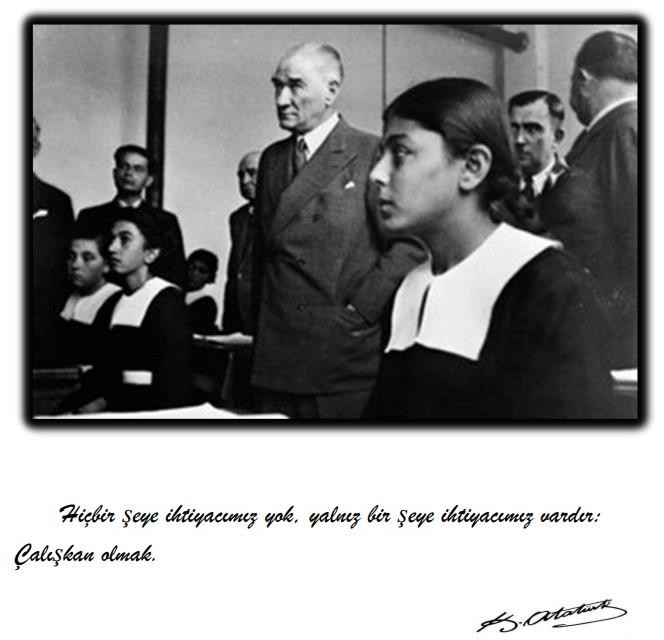 Hiçbir şeye ihtiyacımız yok, yalnız bir şeye ihtiyacımız vardır:
Çalışkan olmak.
K. Atatürk